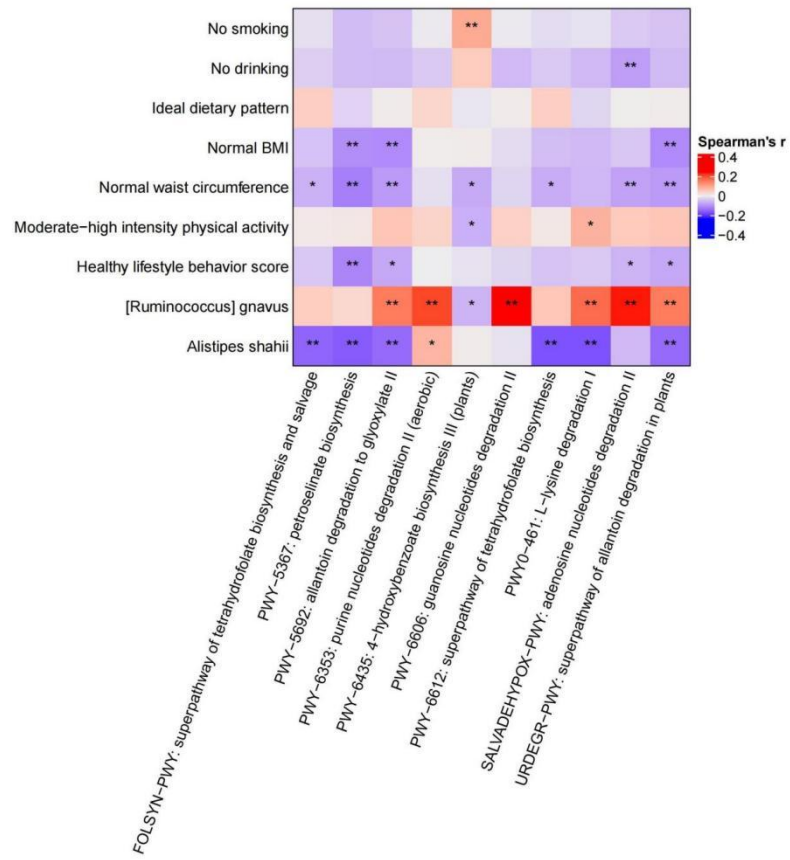 No smoking **
No drinking **
Ideal dietary pattern
Normal BMI ** ** **
Normal waist circumference * ** ** * * ** **
Moderate−high intensity physical activity * *
Healthy lifestyle behavior score ** * * *
[Ruminococcus] gnavus ** ** * ** ** ** **
Alistipes shahii ** ** ** * ** ** **
Spearman's r
0.4
0.2
0
−0.2
−0.4
FOLSYN−PWY: superpathway of tetrahydrofolate biosynthesis and salvage
PWY−5367: petroselinate biosynthesis
PWY−5692: allantoin degradation to glyoxylate II
PWY−6353: purine nucleotides degradation II (aerobic)
PWY−6435: 4−hydroxybenzoate biosynthesis III (plants)
PWY−6606: guanosine nucleotides degradation II
PWY−6612: superpathway of tetrahydrofolate biosynthesis
PWY0−461: L−lysine degradation I
SALVADEHYPOX−PWY: adenosine nucleotides degradation II
URDEGR−PWY: superpathway of allantoin degradation in plants